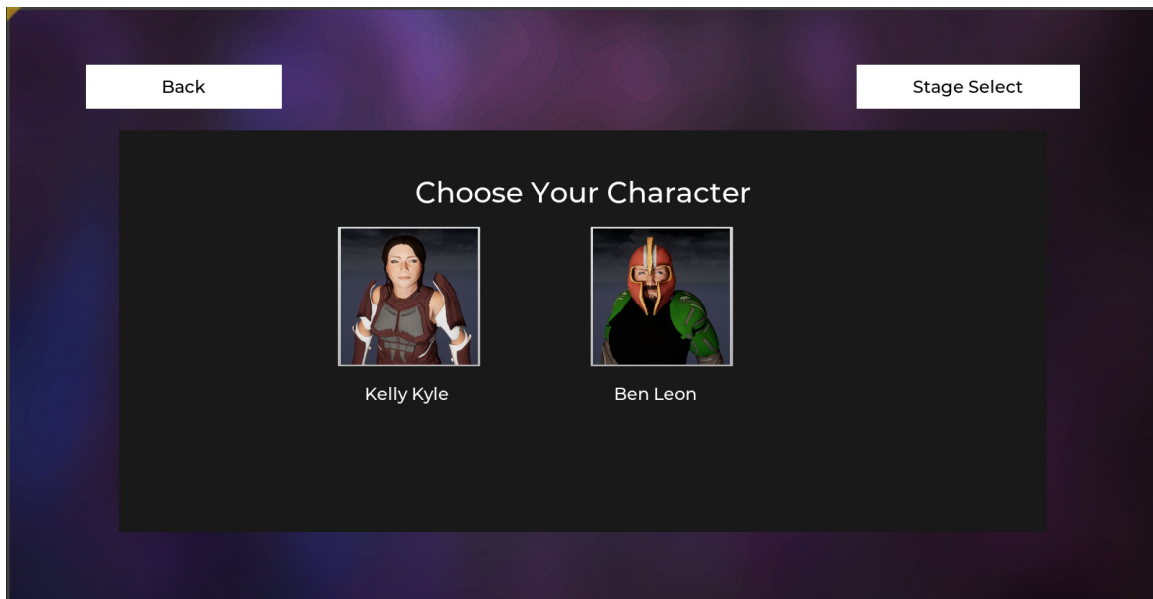 Back
Stage Select
Choose Your Character
Kelly Kyle
Ben Leon